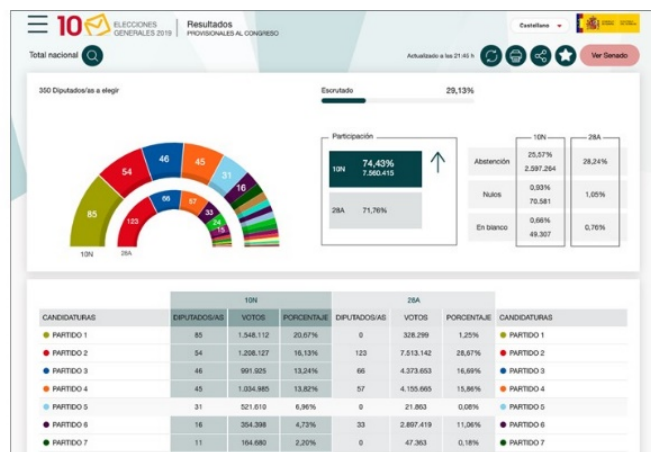 10 ELECCIONES GENERALES 2019
Resultados
PROVISIONALES AL CONGRESO
Castellano
Total nacional
Actualizado a las 21:45 h
Ver Senado
350 Diputados/as a elegir
Escrutado 29,13%
85 54 46 45 31 16
123 66 57 33 24
10N 28A
Participación
10N 74,43%
7.560.415
28A 71,76%
10N 28A
Abstención 25,57% 2.597.264 28,24%
Nulos 0,93% 70.581 1,05%
En blanco 0,66% 49.307 0,76%
10N 28A
CANDIDATURAS DIPUTADOS/AS VOTOS PORCENTAJE DIPUTADOS/AS VOTOS PORCENTAJE CANDIDATURAS
PARTIDO 1 85 1.548.112 20,67% 0 328.299 1,25% PARTIDO 1
PARTIDO 2 54 1.208.127 16,13% 123 7.513.142 28,67% PARTIDO 2
PARTIDO 3 46 991.925 13,24% 66 4.373.653 16,69% PARTIDO 3
PARTIDO 4 45 1.034.985 13,82% 57 4.155.665 15,86% PARTIDO 4
PARTIDO 5 31 521.610 6,96% 0 21.863 0,08% PARTIDO 5
PARTIDO 6 16 354.398 4,73% 33 2.897.419 11,06% PARTIDO 6
PARTIDO 7 11 164.680 2,20% 0 47.363 0,18% PARTIDO 7